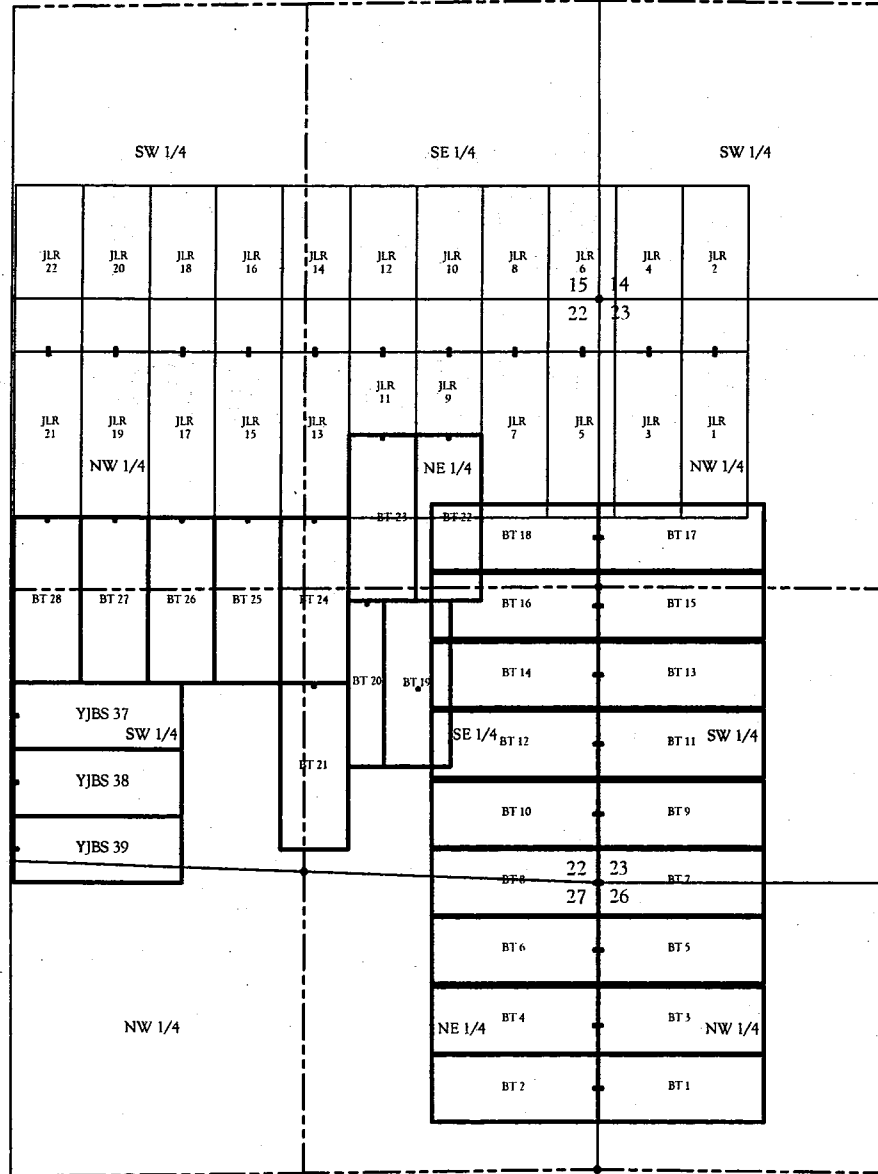 SW 1/4
SE 1/4
SW 1/4
JLR
22
JLR
20
JLR
18
JLR
16
JLR
14
JLR
12
JLR
10
JLR
8
JLR
6
JLR
4
JLR
2
15 14
22 23
JLR
21
JLR
19
JLR
17
JLR
15
JLR
13
JLR
11
JLR
9
JLR
7
JLR
5
JLR
3
JLR
1
NW 1/4
NE 1/4
NW 1/4
BT 23
BT 22
BT 18
BT 17
BT 28
BT 27
BT 26
BT 25
BT 24
BT 16
BT 15
BT 20
BT 19
BT 14
BT 13
YJBS 37
SW 1/4
SE 1/4
BT 12
BT 11
SW 1/4
BT 21
YJBS 38
BT 10
BT 9
YJBS 39
BT 8
22 23
27 26
BT 7
BT 6
BT 5
NW 1/4
NE 1/4
BT 4
BT 3
NW 1/4
BT 2
BT 1